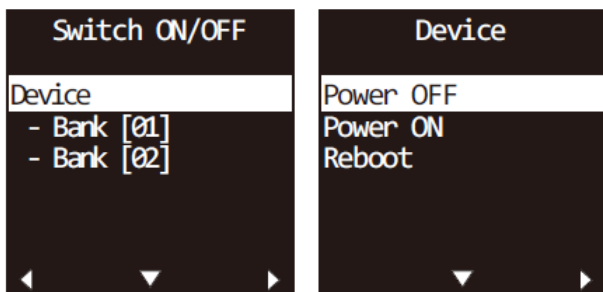 Switch ON/OFF
Device
- Bank [01]
- Bank [02]
Device
Power OFF
Power ON
Reboot